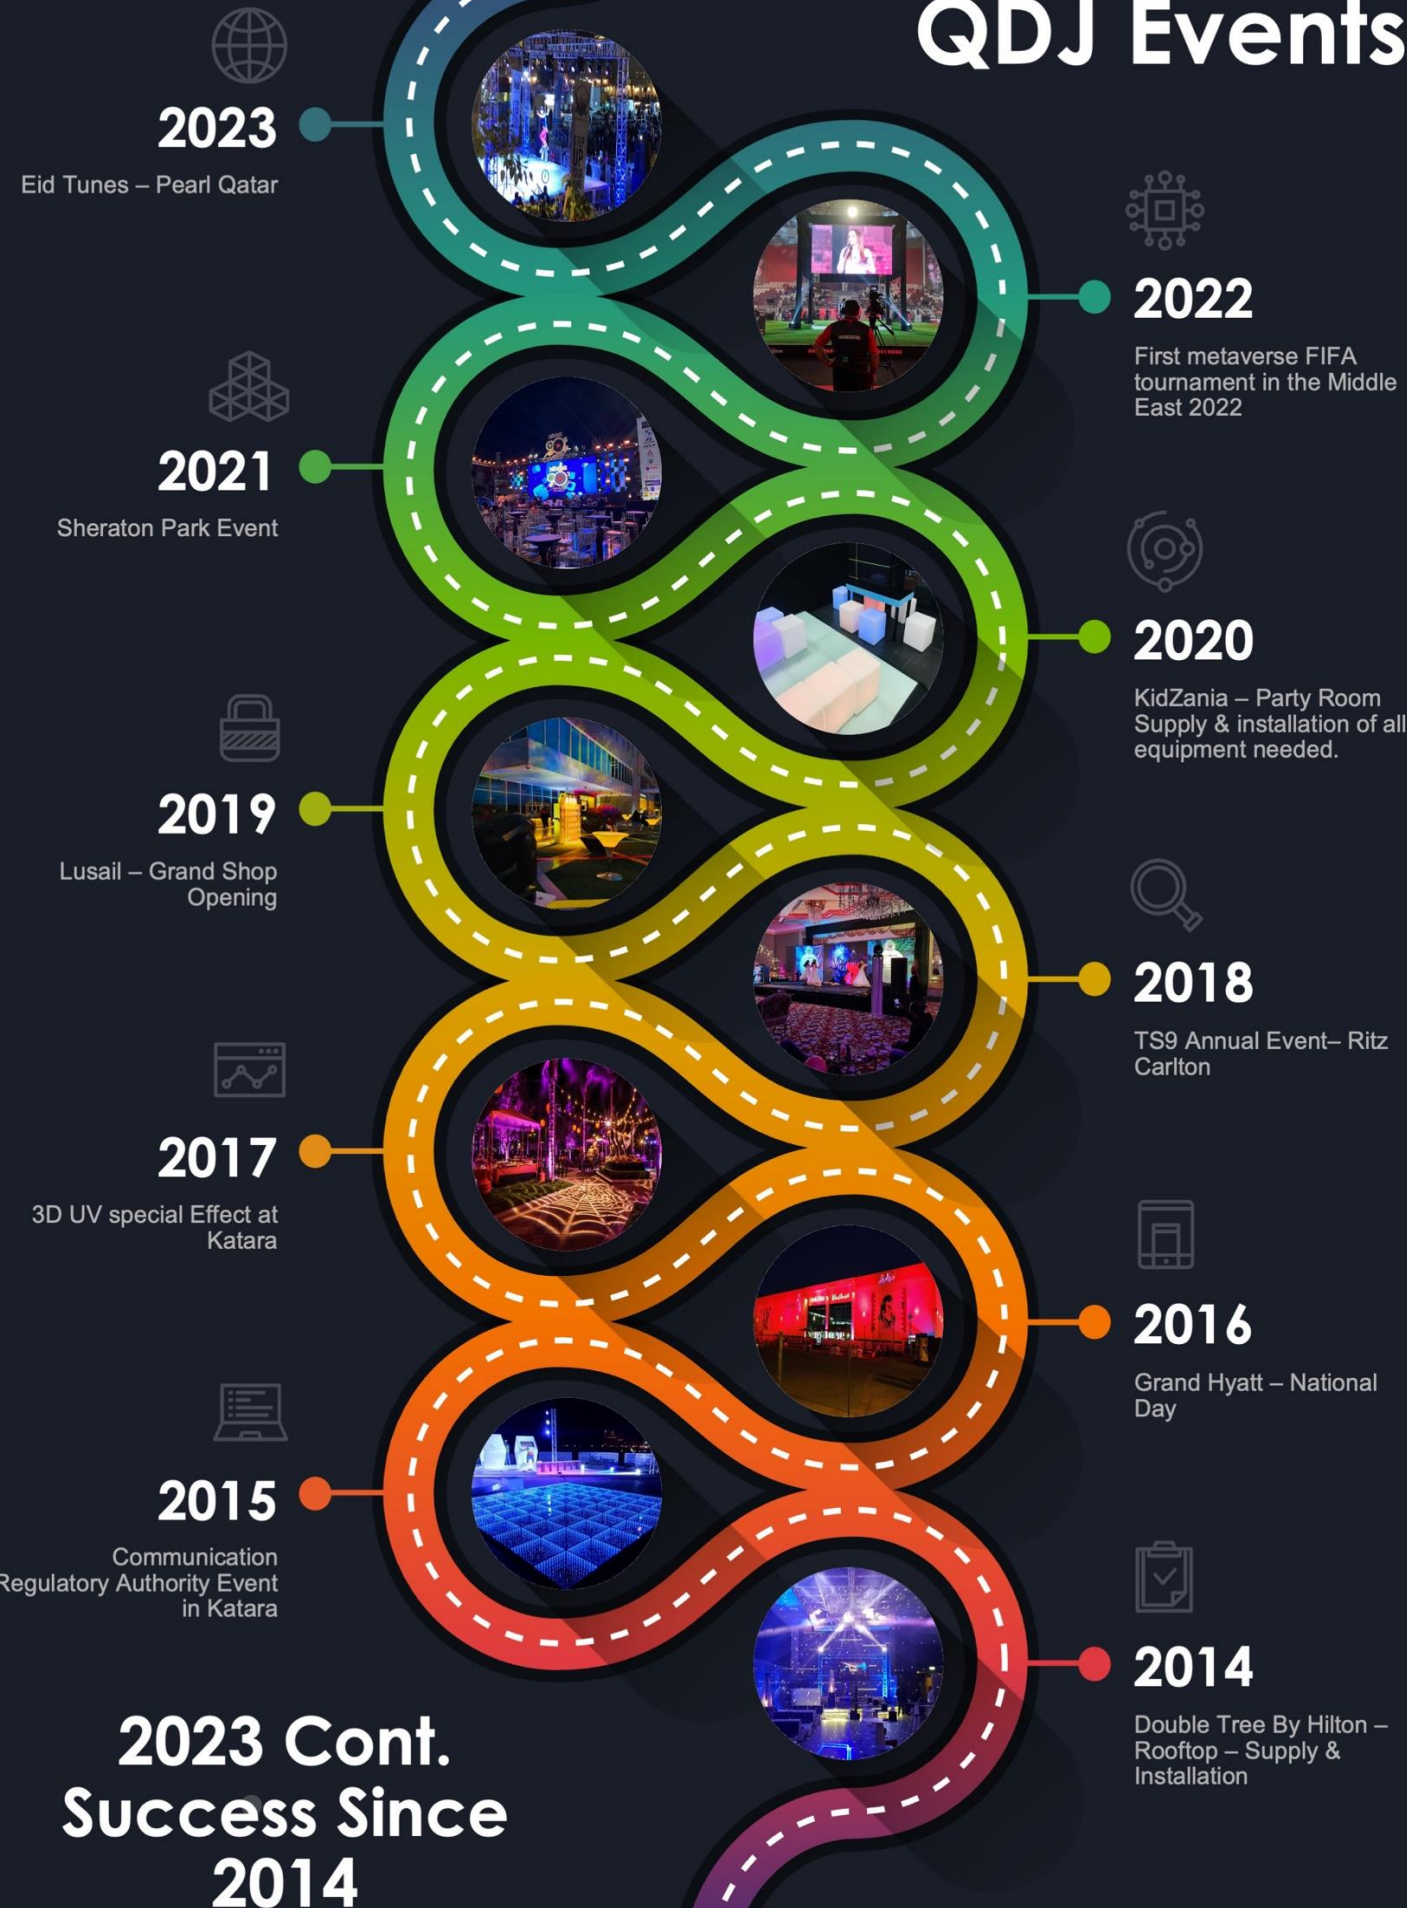 QDJ Events
2023
Eid Tunes – Pearl Qatar
2022
First metaverse FIFA
tournament in the Middle
East 2022
2021
Sheraton Park Event
2020
KidZania – Party Room
Supply & installation of all
equipment needed.
2019
Lusail – Grand Shop
Opening
2018
TS9 Annual Event– Ritz
Carlton
2017
3D UV special Effect at
Katara
2016
Grand Hyatt – National
Day
2015
Communication
Regulatory Authority Event
in Katara
2014
Double Tree By Hilton –
Rooftop – Supply &
Installation
2023 Cont.
Success Since
2014